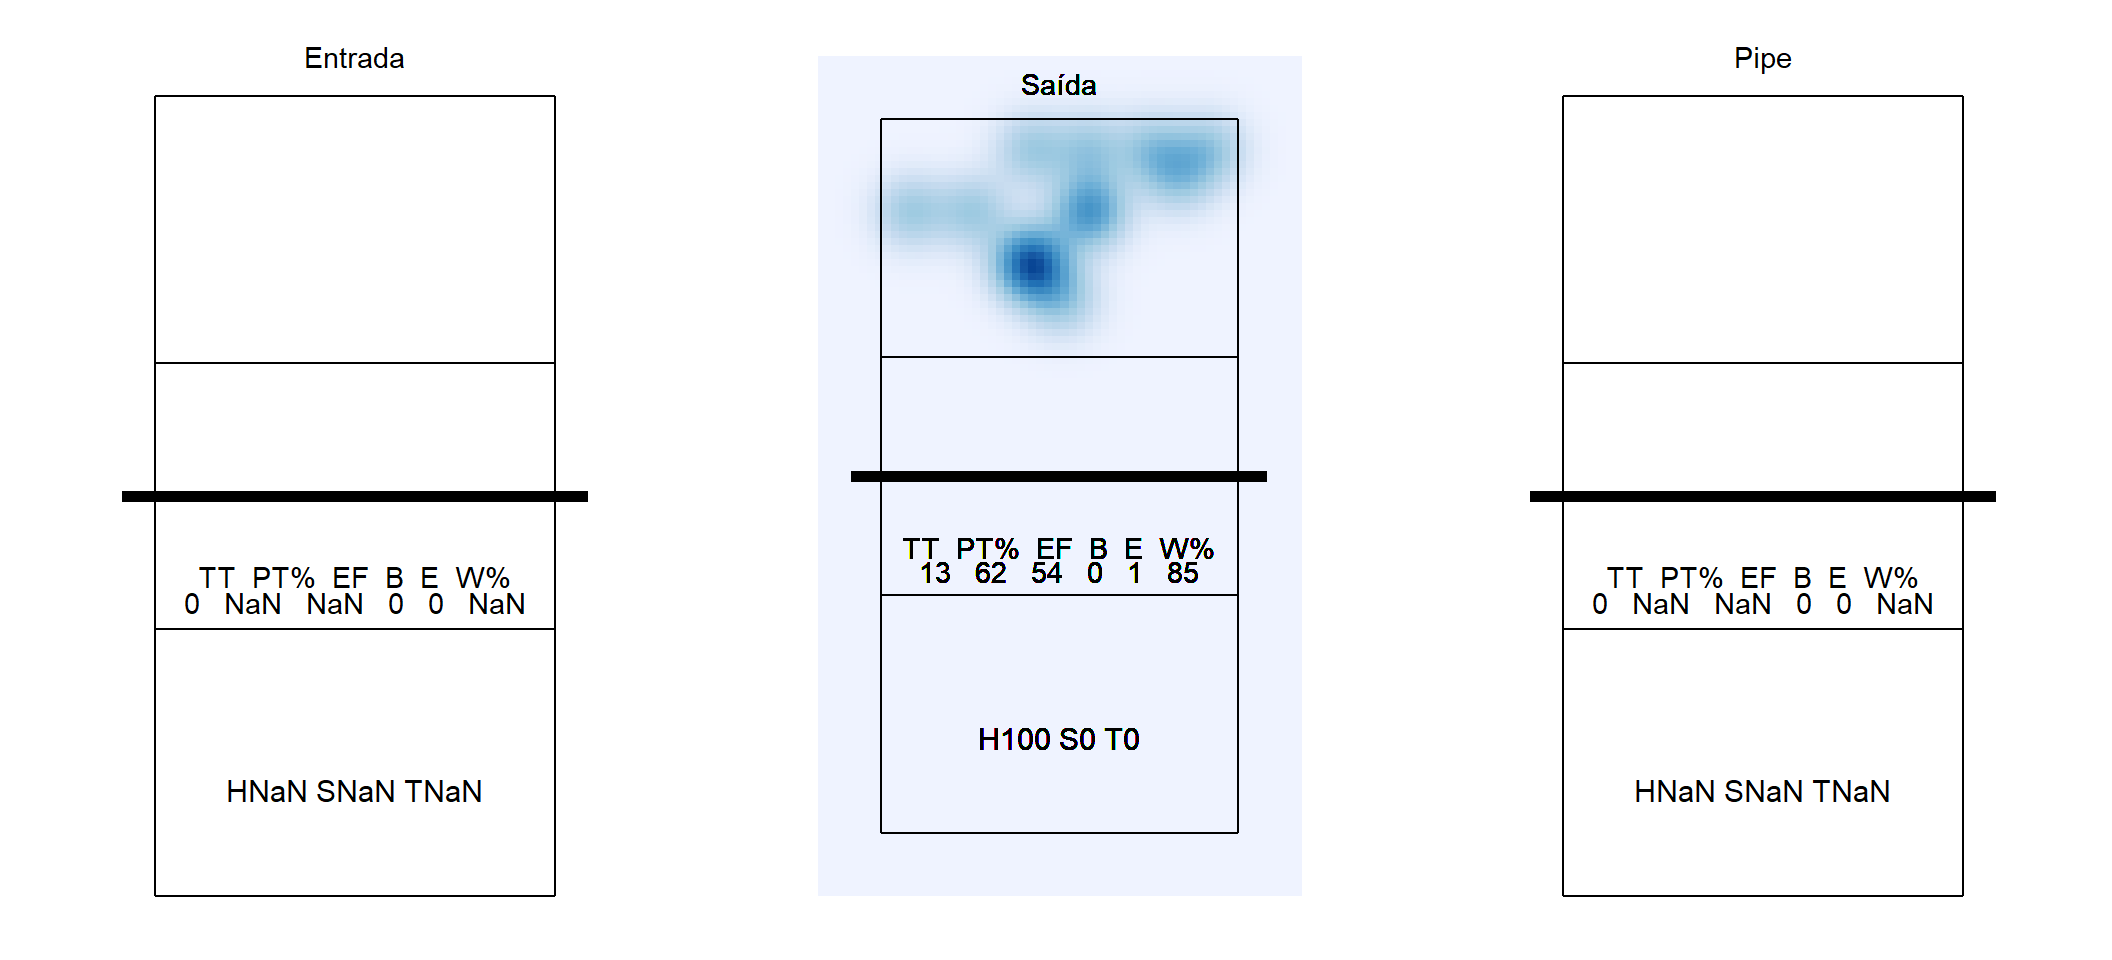 Entrada
TT PT% EF B E W%
0 NaN NaN 0 0 NaN
HNaN SNaN TNaN
Saída
TT PT% EF B E W%
13 62 54 0 1 85
H100 S0 T0
Pipe
TT PT% EF B E W%
0 NaN NaN 0 0 NaN
HNaN SNaN TNaN